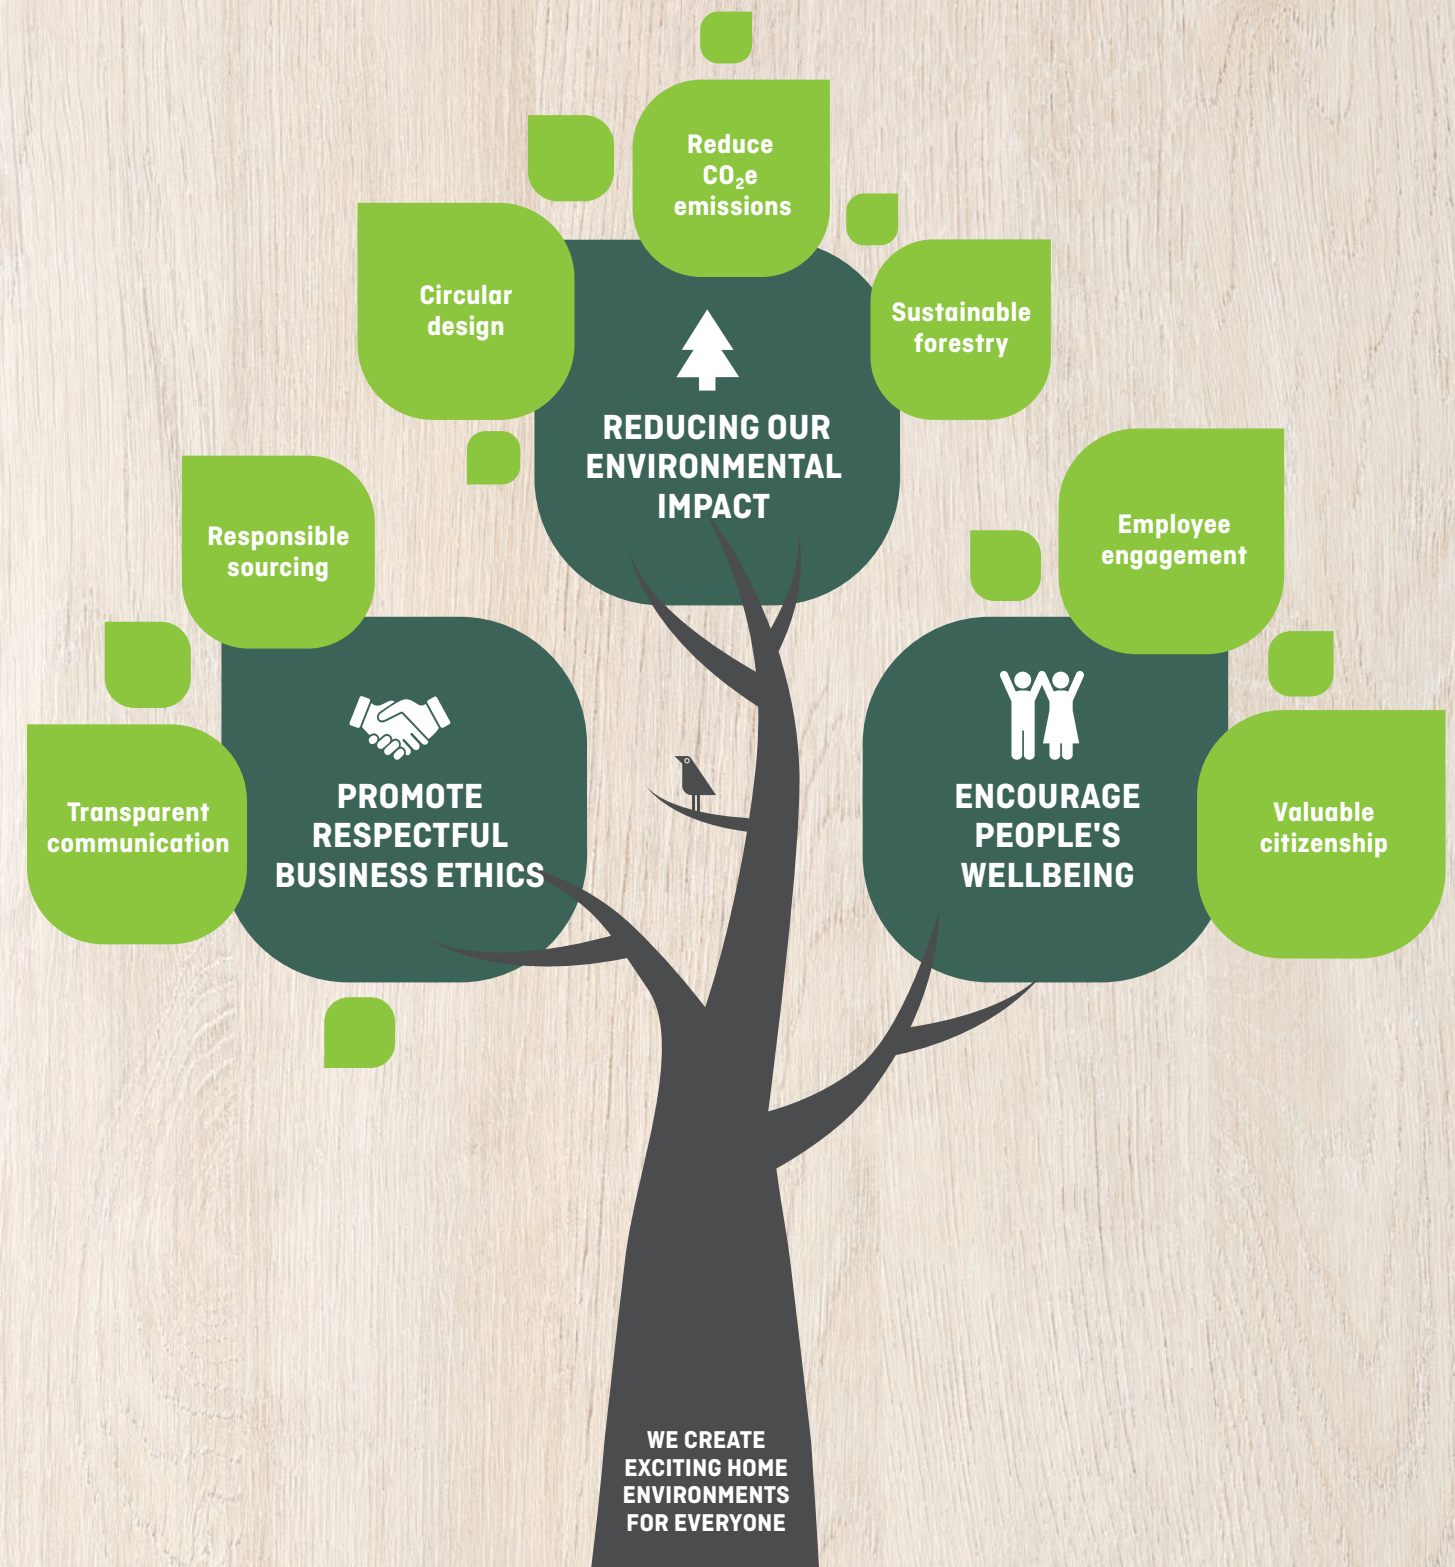 Reduce
CO₂e
emissions
Circular
design
Sustainable
forestry
REDUCING OUR
ENVIRONMENTAL
IMPACT
Responsible
sourcing
Employee
engagement
Transparent
communication
PROMOTE
RESPECTFUL
BUSINESS ETHICS
ENCOURAGE
PEOPLE'S
WELLBEING
Valuable
citizenship
WE CREATE
EXCITING HOME
ENVIRONMENTS
FOR EVERYONE